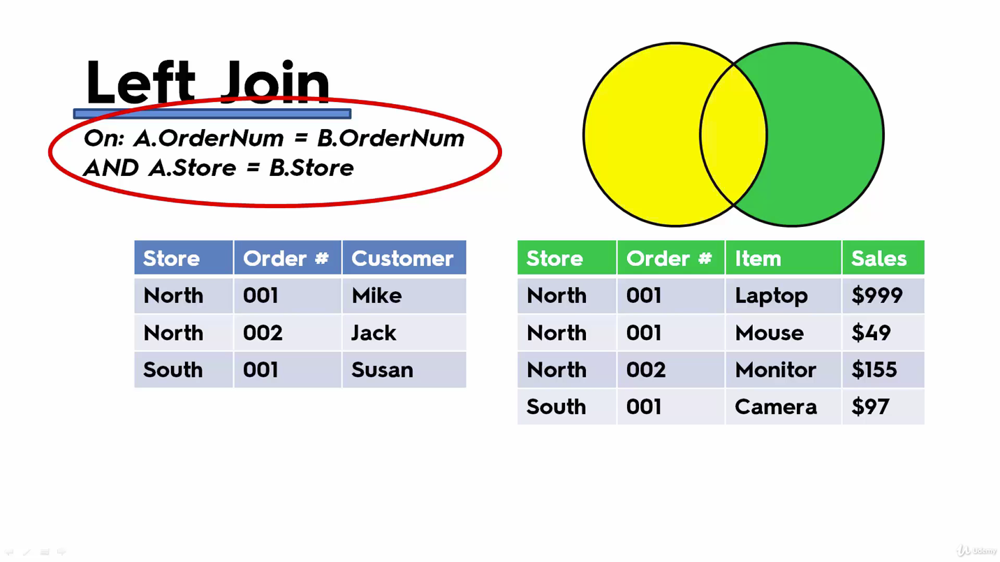 Left Join
On: A.OrderNum = B.OrderNum
AND A.Store = B.Store
Store Order # Customer
North 001 Mike
North 002 Jack
South 001 Susan
Store Order # Item Sales
North 001 Laptop $999
North 001 Mouse $49
North 002 Monitor $155
South 001 Camera $97
Udemy